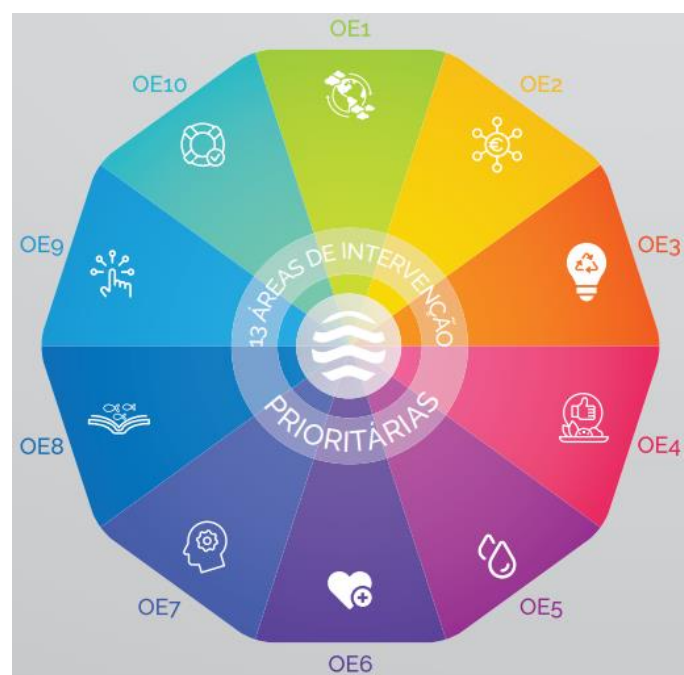 OE1
OE2
OE3
OE4
OE5
OE6
OE7
OE8
OE9
OE10
13 ÁREAS DE INTERVENÇÃO
PRIORITÁRIAS
€